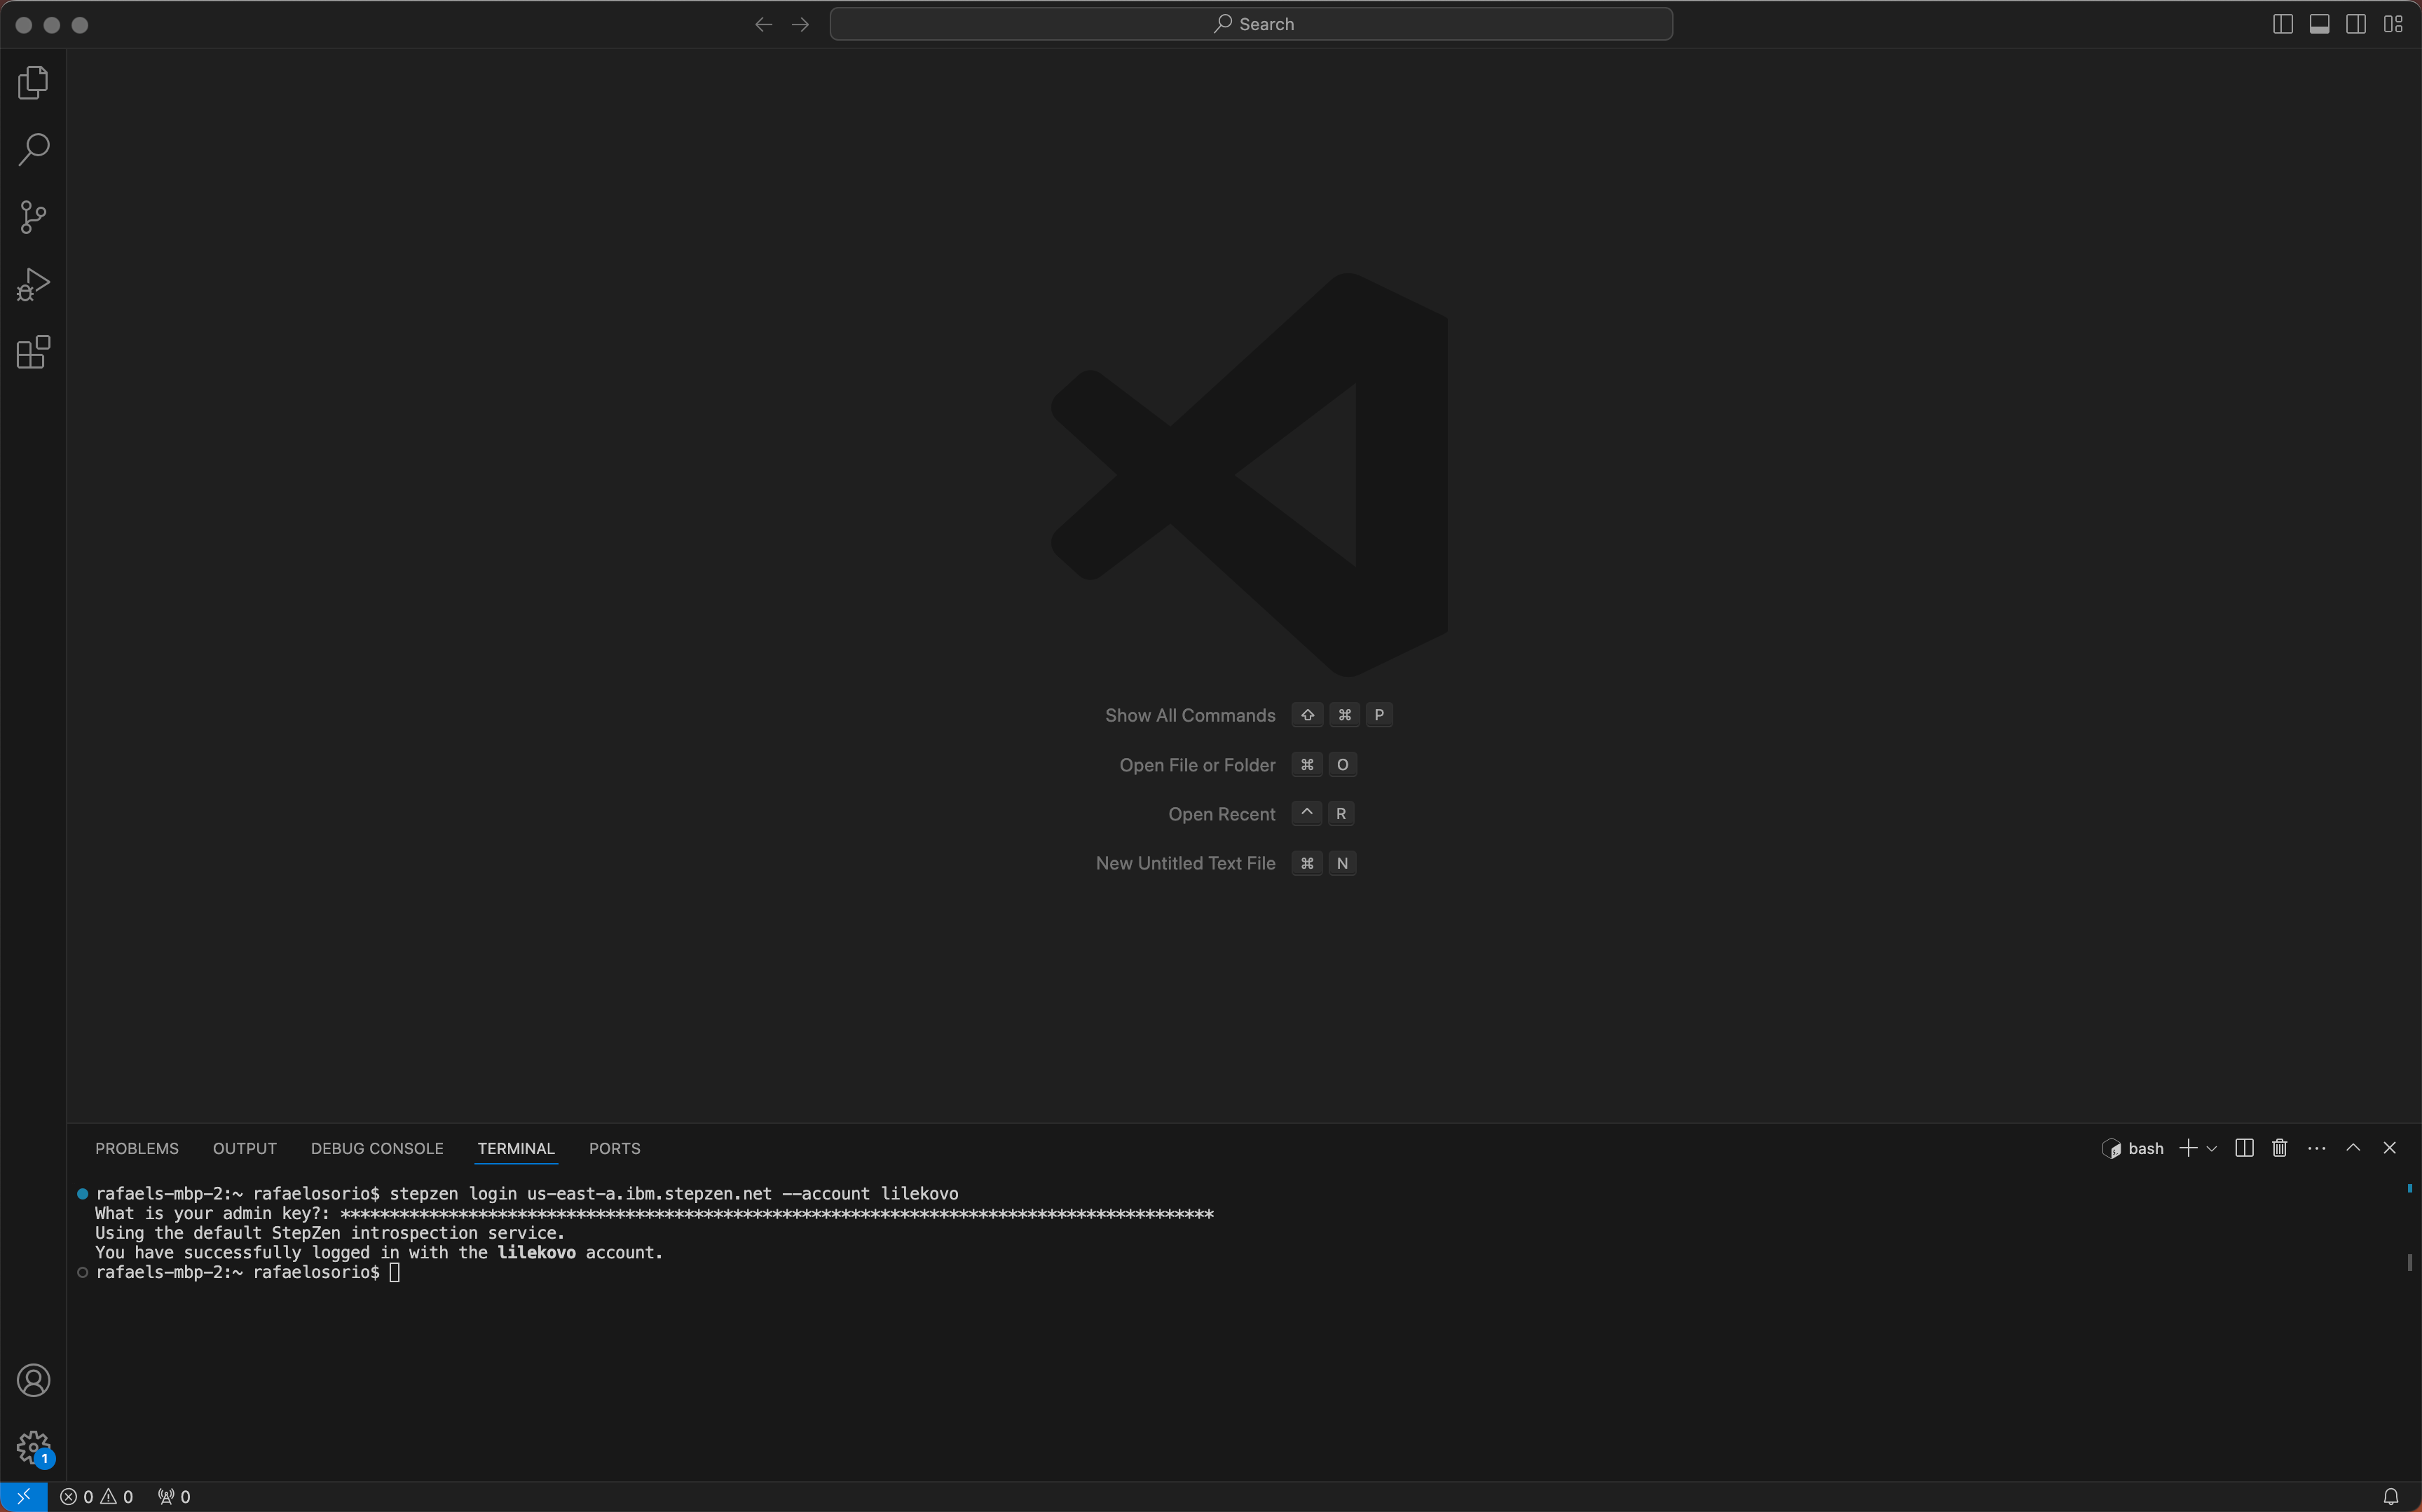 Search
Show All Commands ⇧ ⌘ P
Open File or Folder ⌘ O
Open Recent ^ R
New Untitled Text File ⌘ N
PROBLEMS OUTPUT DEBUG CONSOLE TERMINAL PORTS bash
rafaels-mbp-2:~ rafaelosorio$ stepzen login us-east-a.ibm.stepzen.net --account lilekovo
What is your admin key?: *****************************************************************************************
Using the default StepZen introspection service.
You have successfully logged in with the lilekovo account.
rafaels-mbp-2:~ rafaelosorio$
1
0 0 0